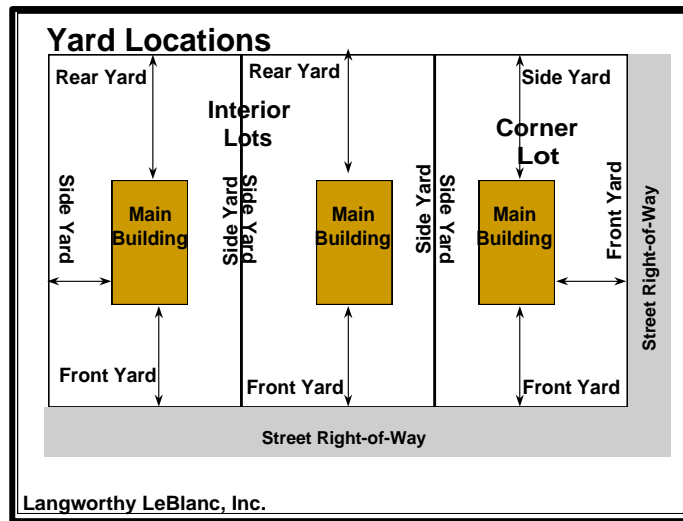 Yard Locations
Rear Yard
Rear Yard
Side Yard
Interior
Lots
Corner
Lot
Side Yard
Main
Building
Side Yard
Side Yard
Main
Building
Side Yard
Side Yard
Main
Building
Front Yard
Street Right-of-Way
Front Yard
Front Yard
Front Yard
Street Right-of-Way
Langworthy LeBlanc, Inc.